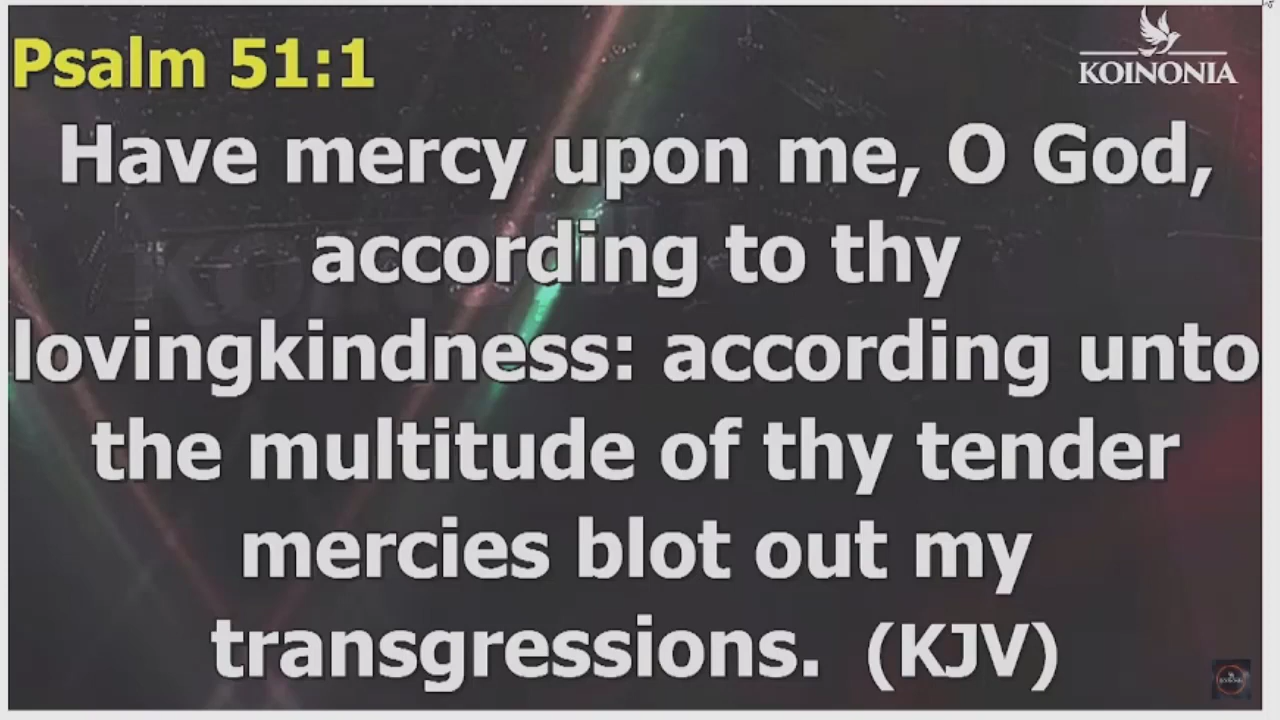 Psalm 51:1
KOINONIA
Have mercy upon me, O God,
according to thy
lovingkindness: according unto
the multitude of thy tender
mercies blot out my
transgressions. (KJV)